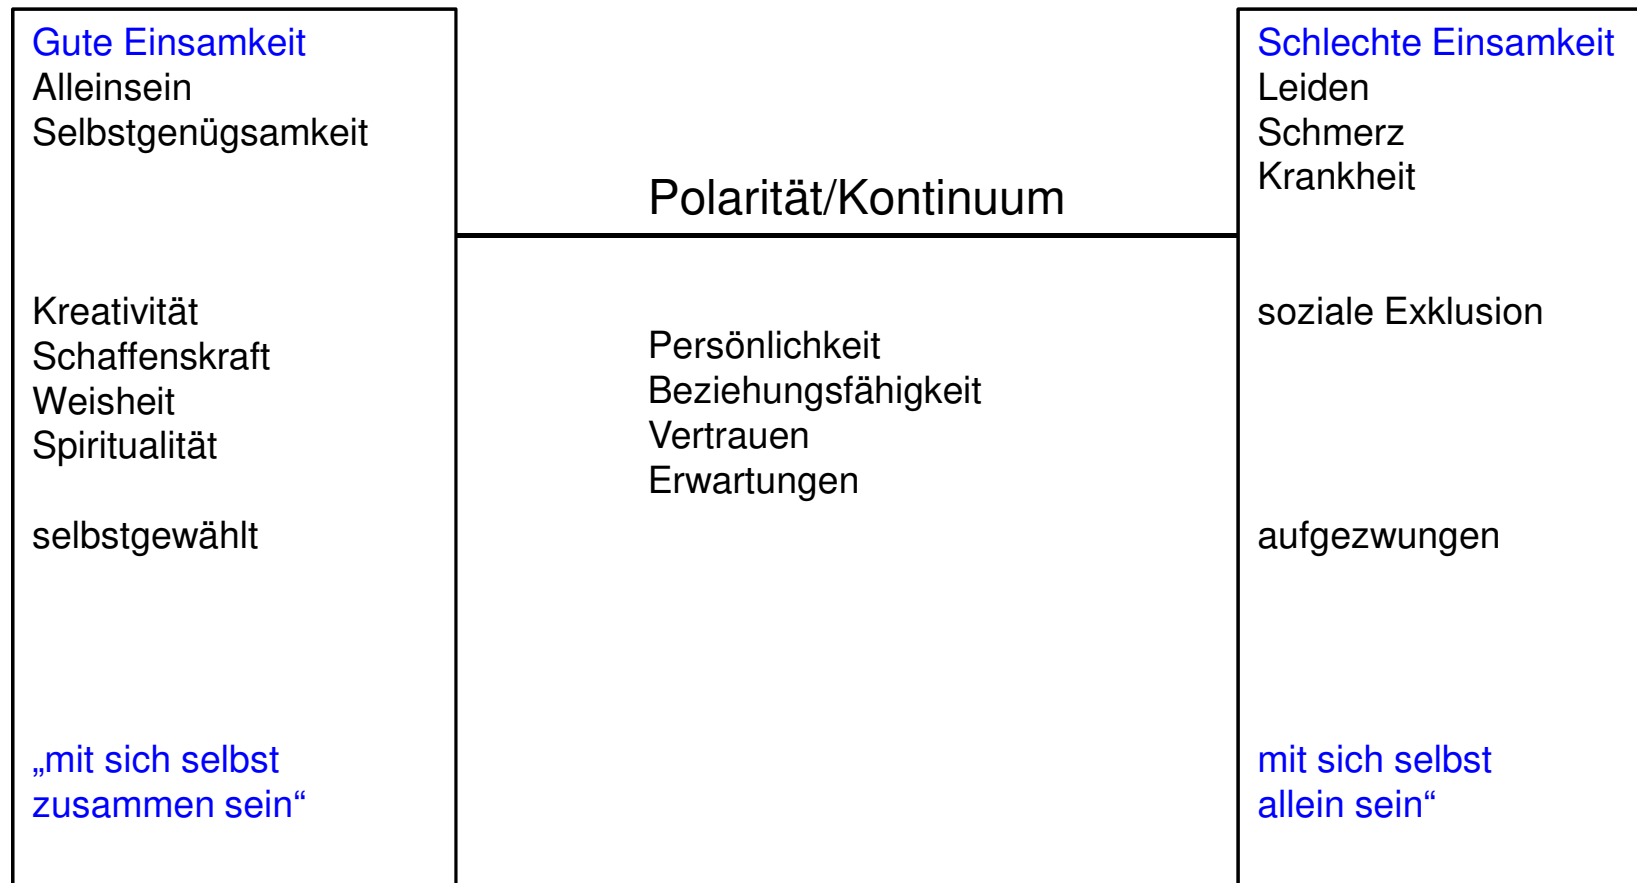 Gute Einsamkeit
Alleinsein
Selbstgenügsamkeit
Kreativität
Schaffenskraft
Weisheit
Spiritualität
selbstgewählt
„mit sich selbst
zusammen sein“
Polarität/Kontinuum
Persönlichkeit
Beziehungsfähigkeit
Vertrauen
Erwartungen
Schlechte Einsamkeit
Leiden
Schmerz
Krankheit
soziale Exklusion
aufgezwungen
mit sich selbst
allein sein“